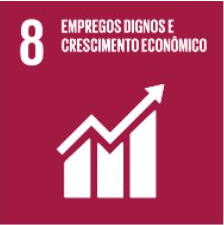 8
EMPREGOS DIGNOS E
CRESCIMENTO ECONÔMICO